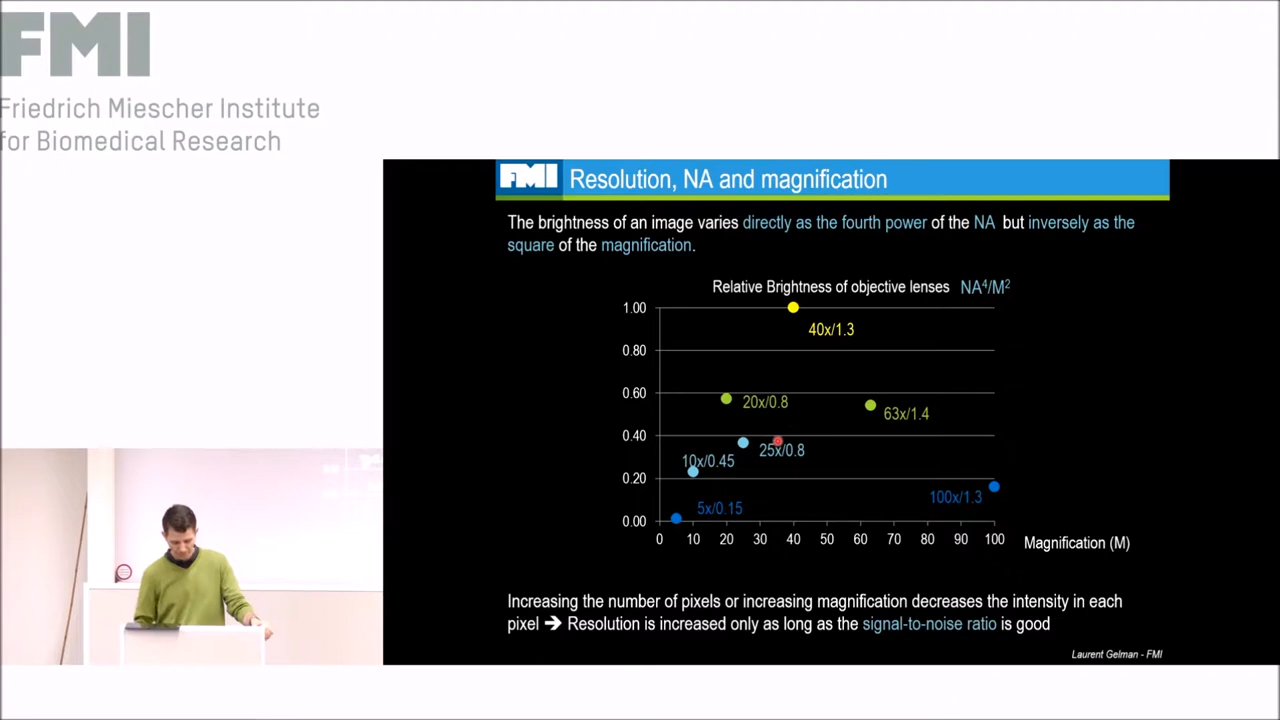 FMI
Friedrich Miescher Institute
for Biomedical Research
FMI Resolution, NA and magnification
The brightness of an image varies directly as the fourth power of the NA but inversely as the
square of the magnification.
Relative Brightness of objective lenses NA⁴/M²
1.00
40x/1.3
0.80
0.60
20x/0.8
63x/1.4
0.40
25x/0.8
10x/0.45
0.20
100x/1.3
5x/0.15
0.00
0 10 20 30 40 50 60 70 80 90 100
Magnification (M)
Increasing the number of pixels or increasing magnification decreases the intensity in each
pixel ➔ Resolution is increased only as long as the signal-to-noise ratio is good
Laurent Gelman - FMI